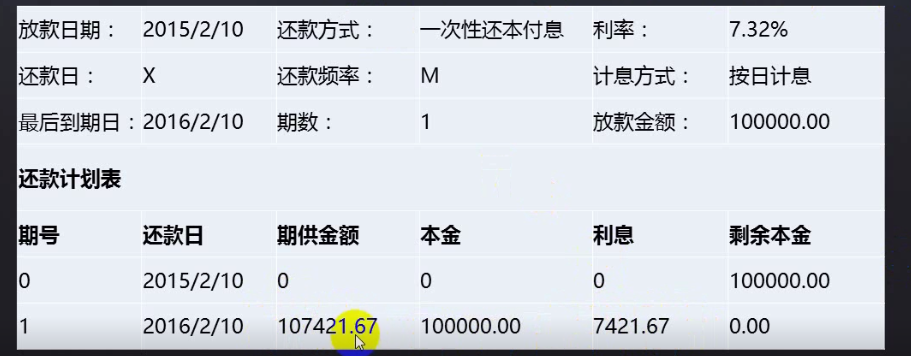 放款日期： 2015/2/10 还款方式： 一次性还本付息 利率： 7.32%
还款日： X 还款频率： M 计息方式： 按日计息
最后到期日： 2016/2/10 期数： 1 放款金额： 100000.00
还款计划表
期号 还款日 期供金额 本金 利息 剩余本金
0 2015/2/10 0 0 0 100000.00
1 2016/2/10 107421.67 100000.00 7421.67 0.00